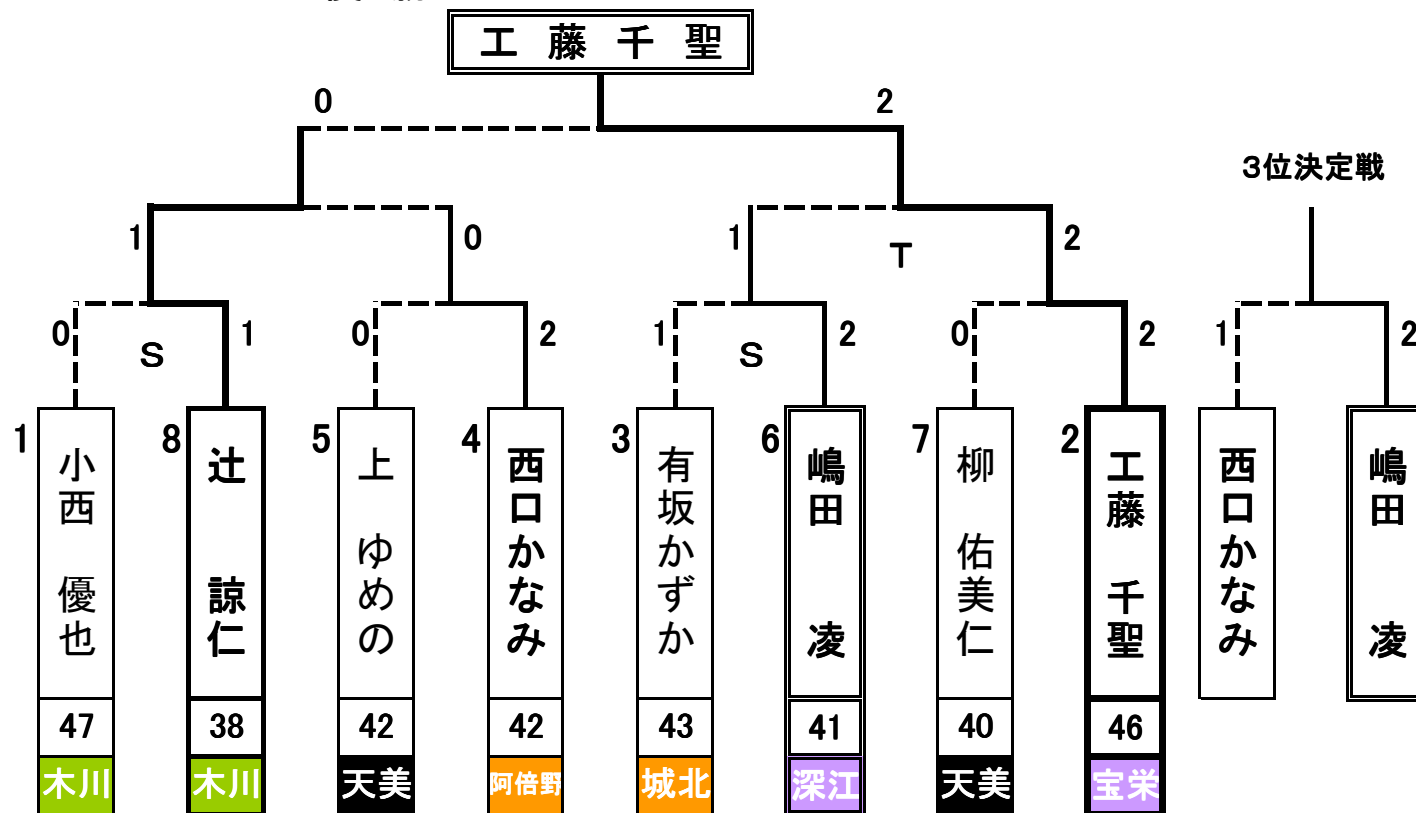 工藤千聖
0 2
3位決定戦
1 0 1 T 2
0 S 1 0 2 1 S 2 0 2 1 2
1 小西 優也 47 木川
8 辻 諒仁 38 木川
5 上 ゆめの 42 天美
4 西口かなみ 42 阿倍野
3 有坂かずか 43 城北
6 嶋田 凌 41 深江
7 柳 佑美仁 40 天美
2 工藤 千聖 46 宝栄
西口かなみ
嶋田 凌